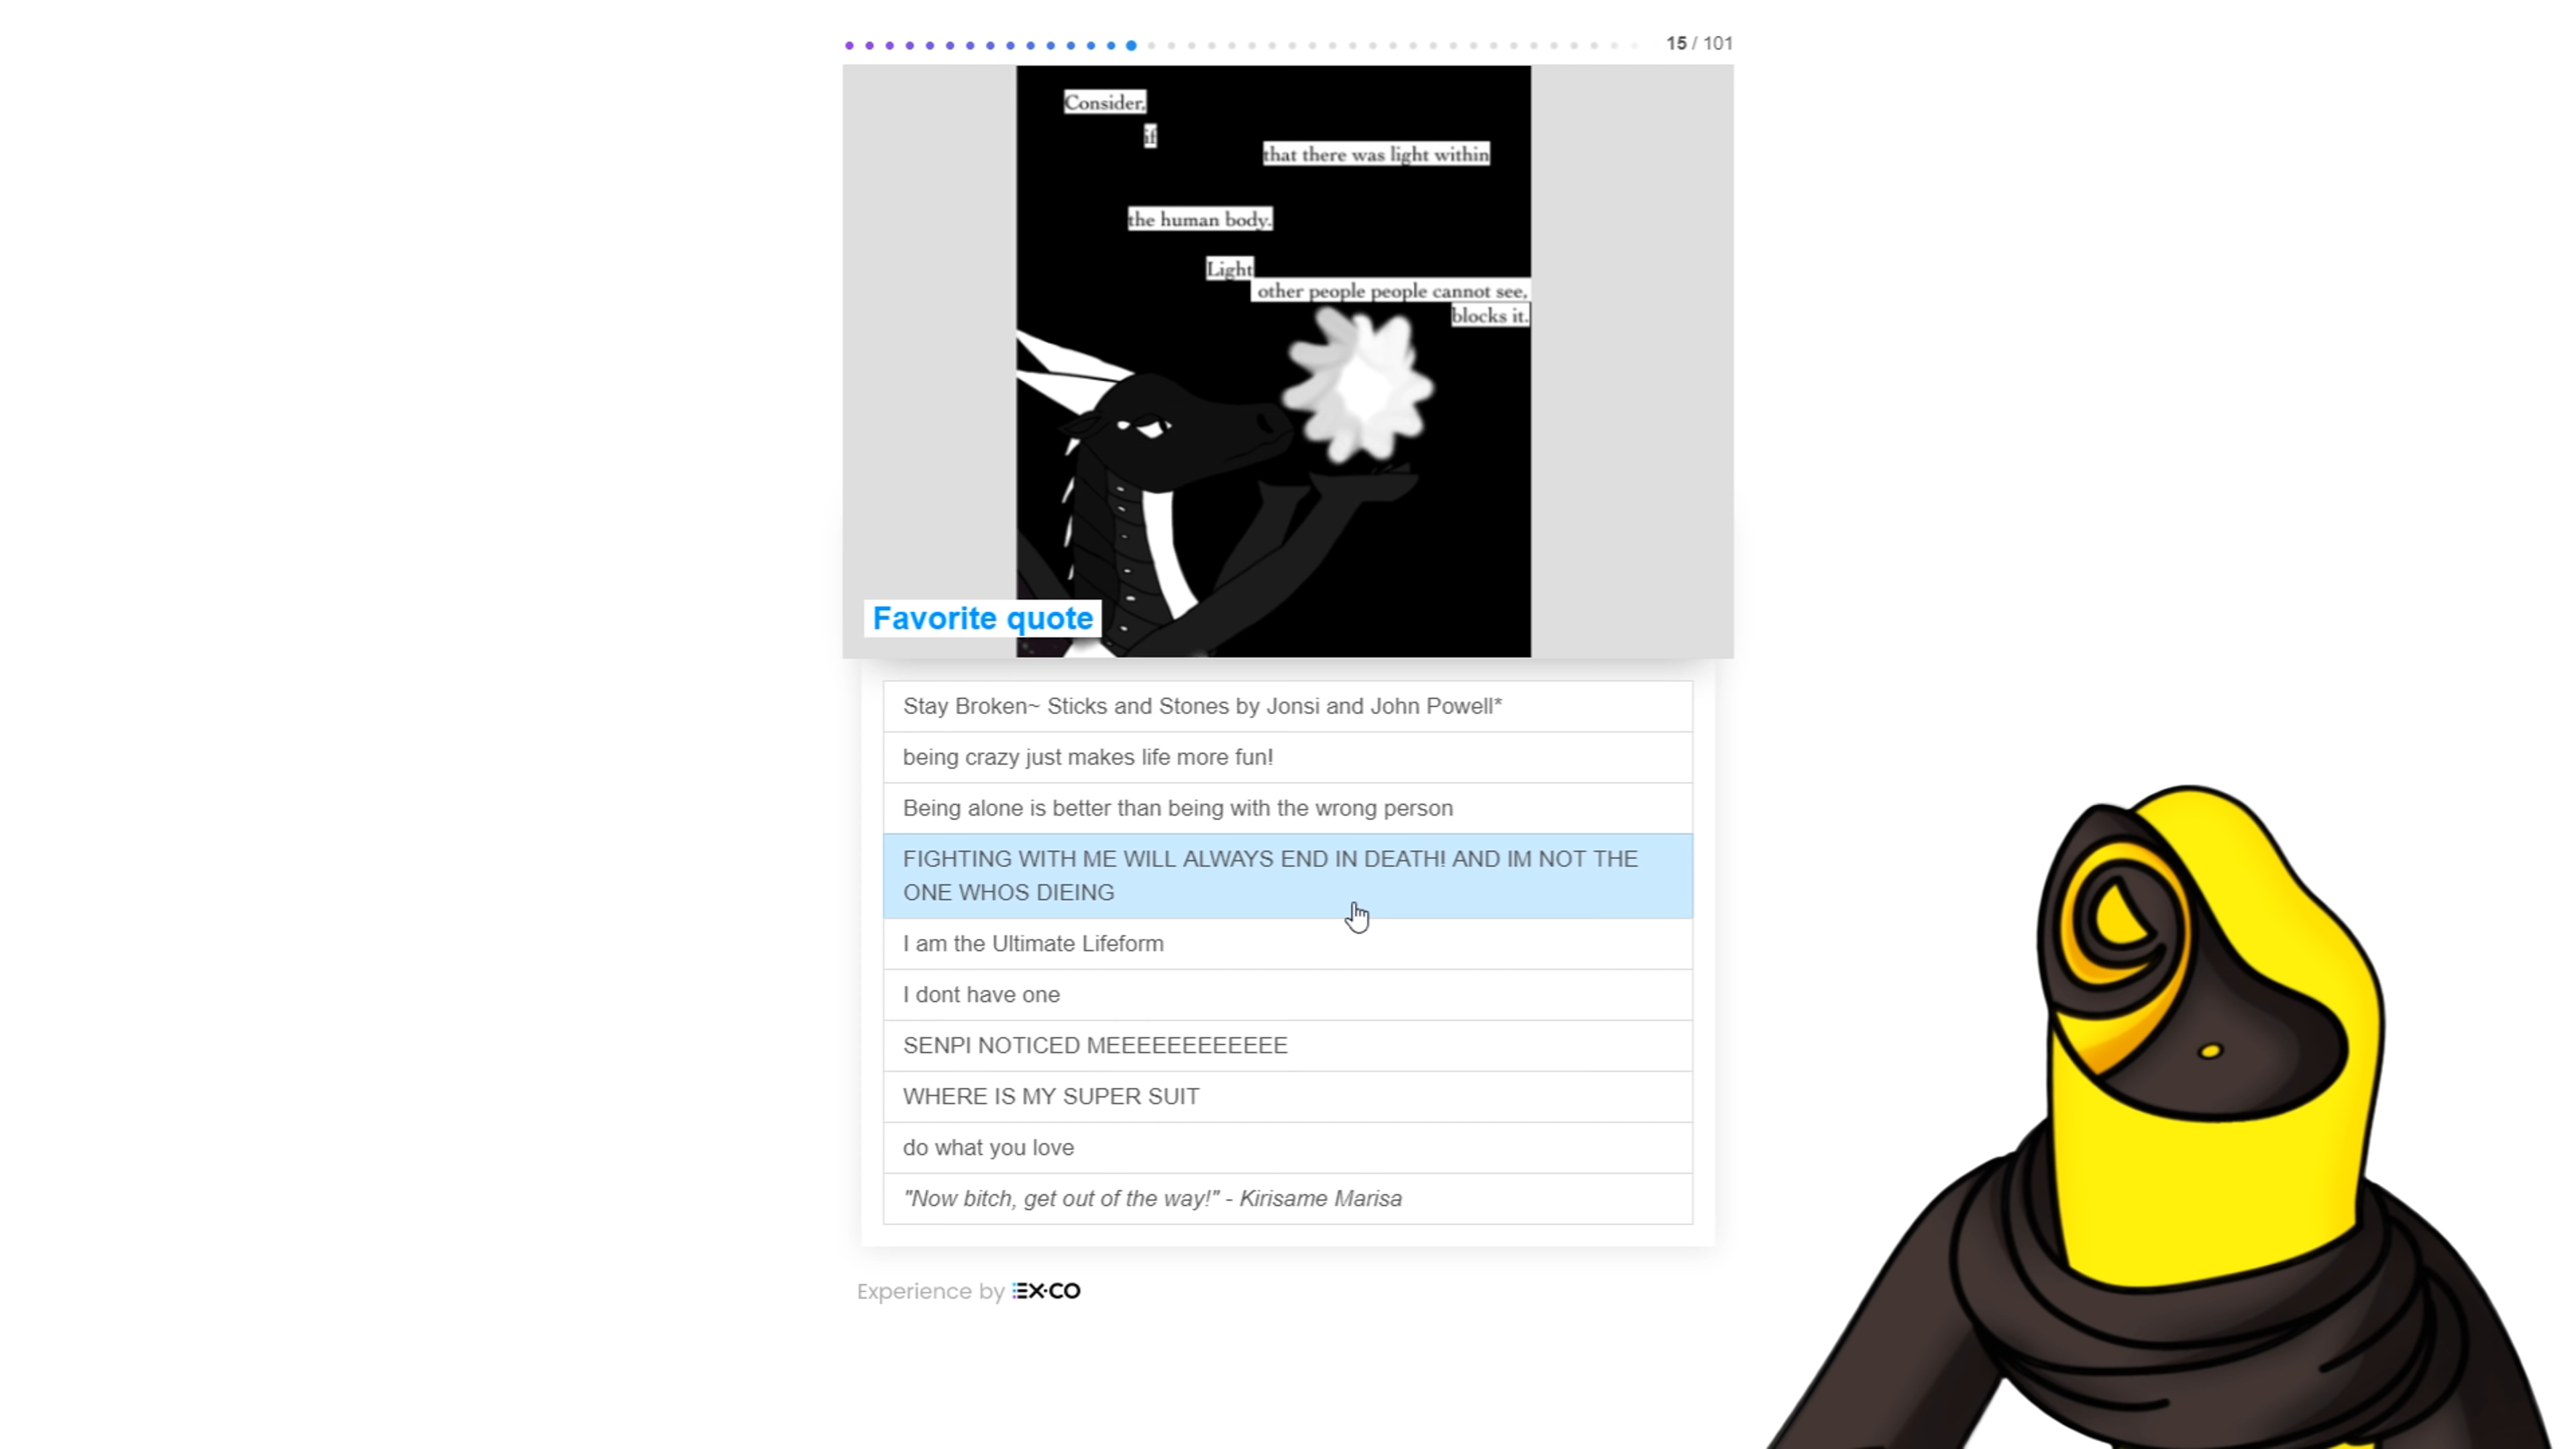 15 / 101
Consider,
if
that there was light within
the human body.
Light
other people people cannot see,
blocks it.
Favorite quote
Stay Broken~ Sticks and Stones by Jonsi and John Powell*
being crazy just makes life more fun!
Being alone is better than being with the wrong person
FIGHTING WITH ME WILL ALWAYS END IN DEATH! AND IM NOT THE
ONE WHOS DIEING
I am the Ultimate Lifeform
I dont have one
SENPI NOTICED MEEEEEEEEEEEE
WHERE IS MY SUPER SUIT
do what you love
"Now bitch, get out of the way!" - Kirisame Marisa
Experience by EX·CO